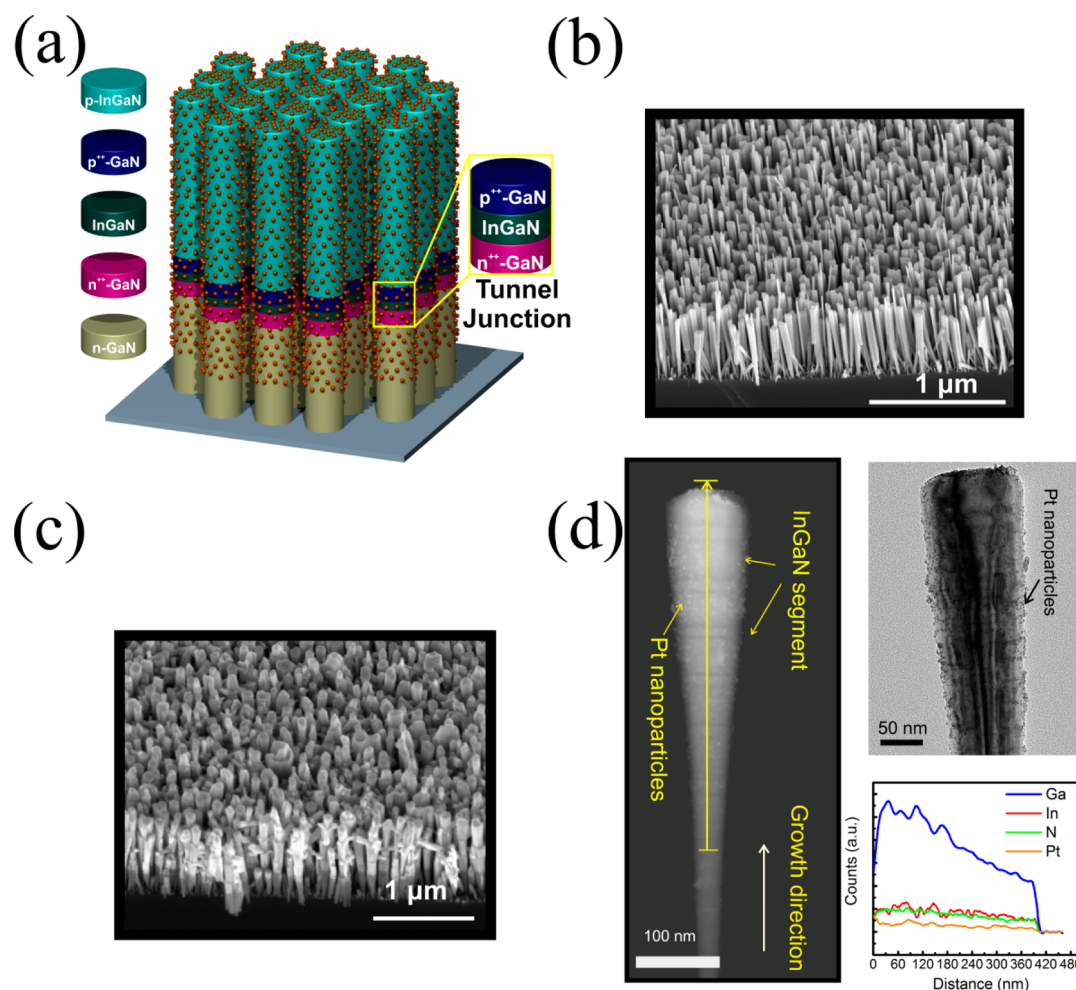 (a)
p-InGaN
p⁺⁺-GaN
InGaN
n⁺⁺-GaN
n-GaN
p⁺⁺-GaN
InGaN
n⁺⁺-GaN
Tunnel
Junction
(b)
1 μm
(c)
1 μm
(d)
InGaN segment
Pt nanoparticles
Growth direction
100 nm
Pt nanoparticles
50 nm
Ga
In
N
Pt
Counts (a.u.)
0 60 120 180 240 300 360 420 480
Distance (nm)